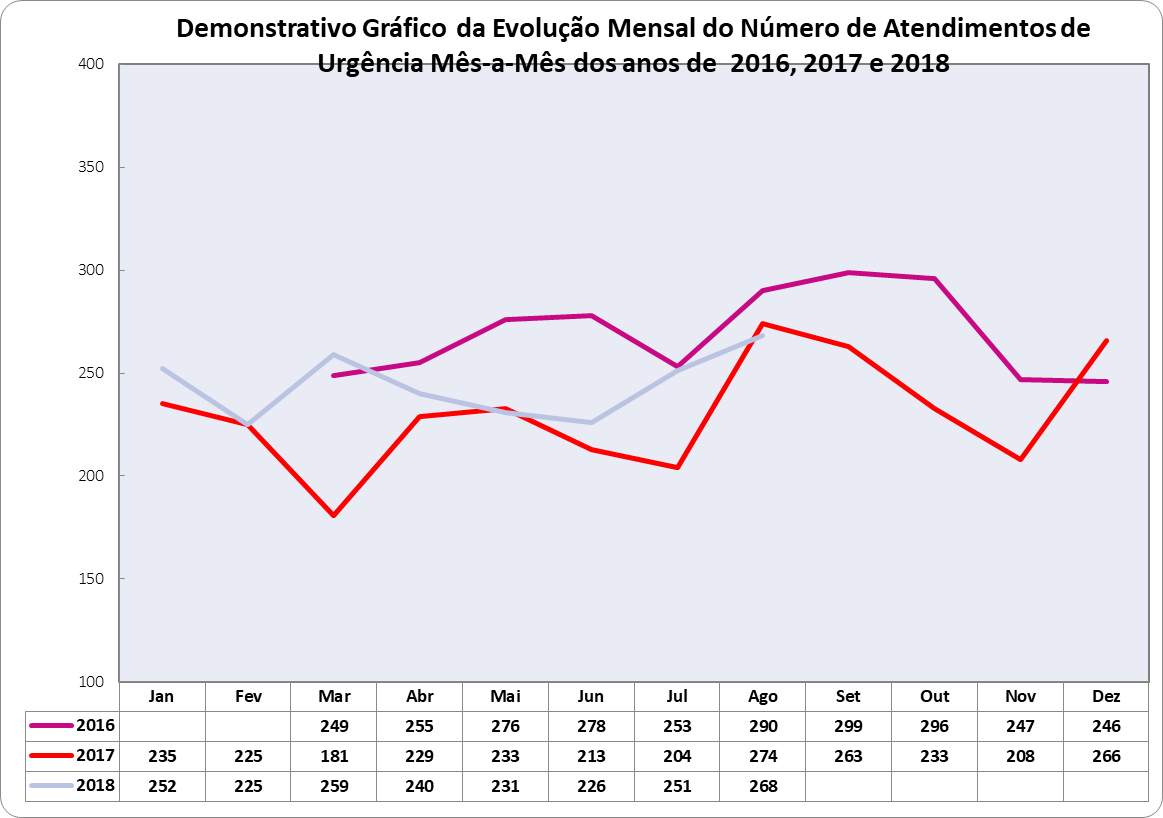 Demonstrativo Gráfico da Evolução Mensal do Número de Atendimentos de
Urgência Mês-a-Mês dos anos de 2016, 2017 e 2018
400
350
300
250
200
150
100
Jan Fev Mar Abr Mai Jun Jul Ago Set Out Nov Dez
2016 249 255 276 278 253 290 299 296 247 246
2017 235 225 181 229 233 213 204 274 263 233 208 266
2018 252 225 259 240 231 226 251 268